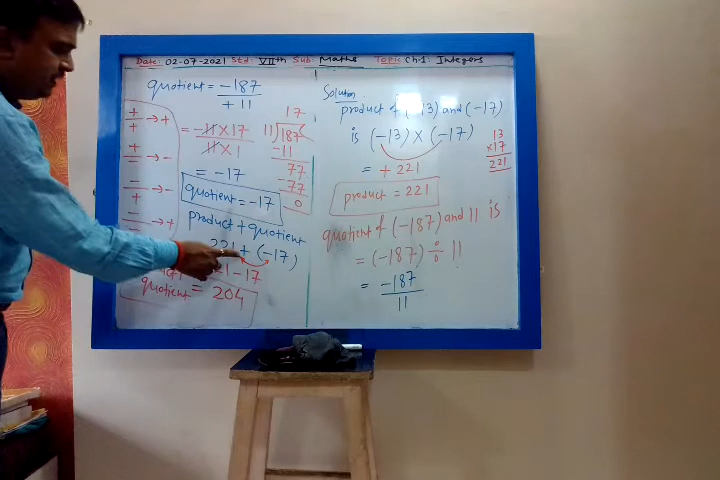 Date: 02-07-2021 Std: VIIth Sub: Maths Topic: Ch-1: Integers
quotient = -187
+ 11
+/+ → +
+/- → -
-/+ → -
-/-
= -11 × 17
11 × 1
= -17
quotient = -17
17
11 187
-11
77
-77
0
product + quotient
221 + (-17)
-17
quotient = 204
Solution
product of (-13) and (-17)
is (-13) × (-17)
= + 221
13
×17
221
product = 221
quotient of (-187) and 11 is
= (-187) ÷ 11
= -187
11